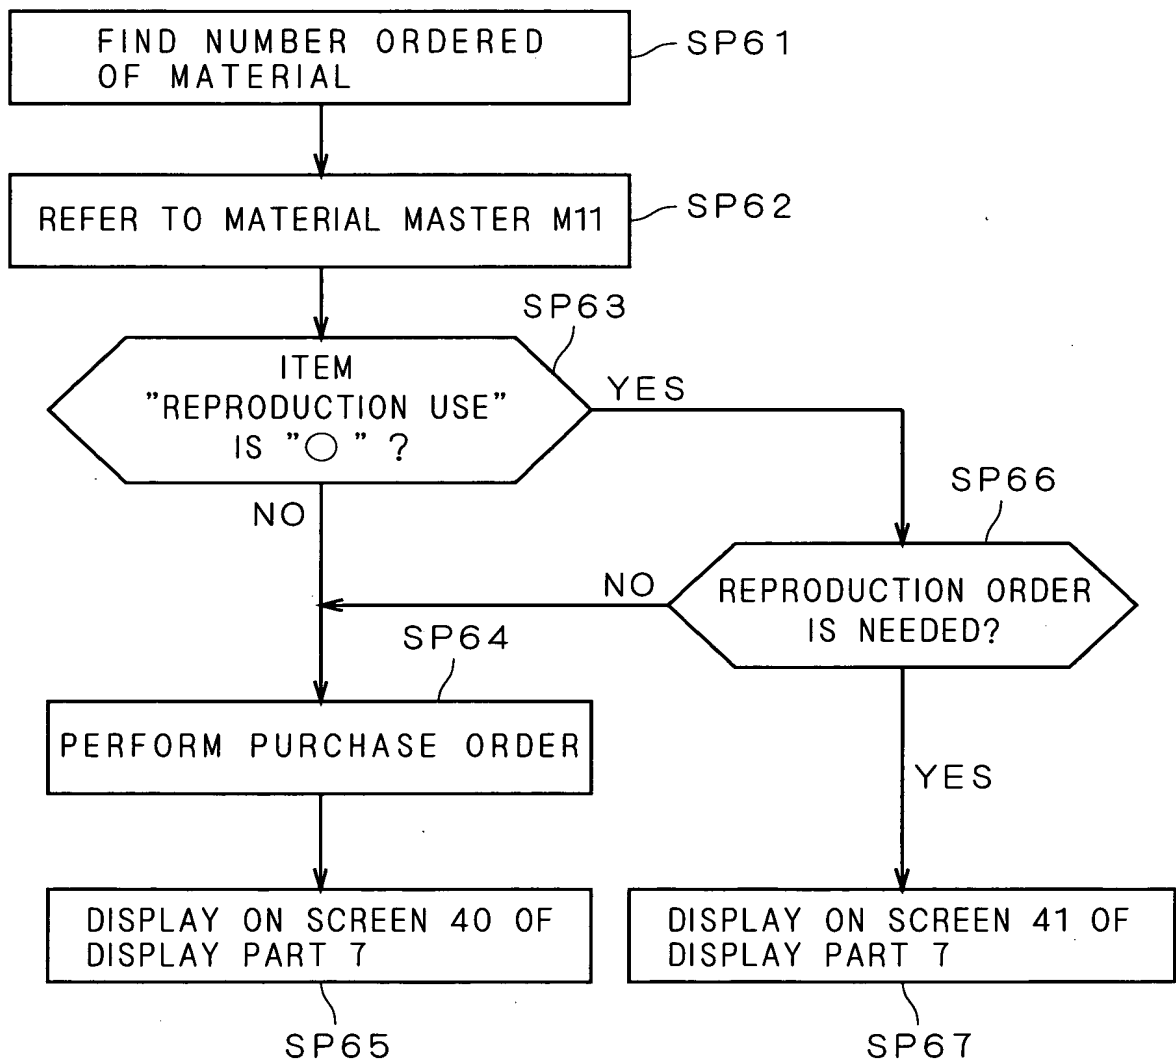 FIND NUMBER ORDERED
OF MATERIAL
SP61
REFER TO MATERIAL MASTER M11
SP62
SP63
ITEM
"REPRODUCTION USE"
IS "○ " ?
YES
NO
SP66
REPRODUCTION ORDER
IS NEEDED?
NO
SP64
PERFORM PURCHASE ORDER
YES
DISPLAY ON SCREEN 40 OF
DISPLAY PART 7
SP65
DISPLAY ON SCREEN 41 OF
DISPLAY PART 7
SP67